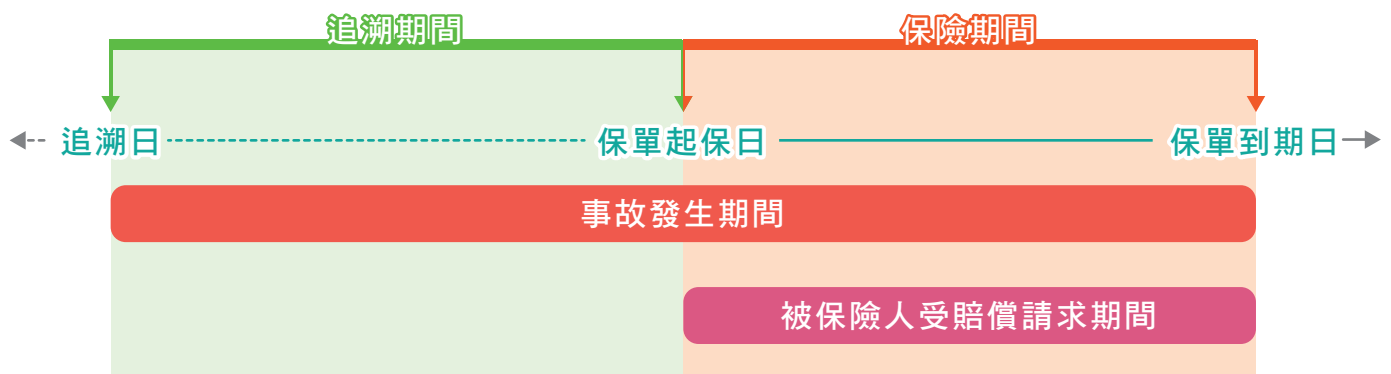 追溯期間
保險期間
追溯日
保單起保日
保單到期日
事故發生期間
被保險人受賠償請求期間